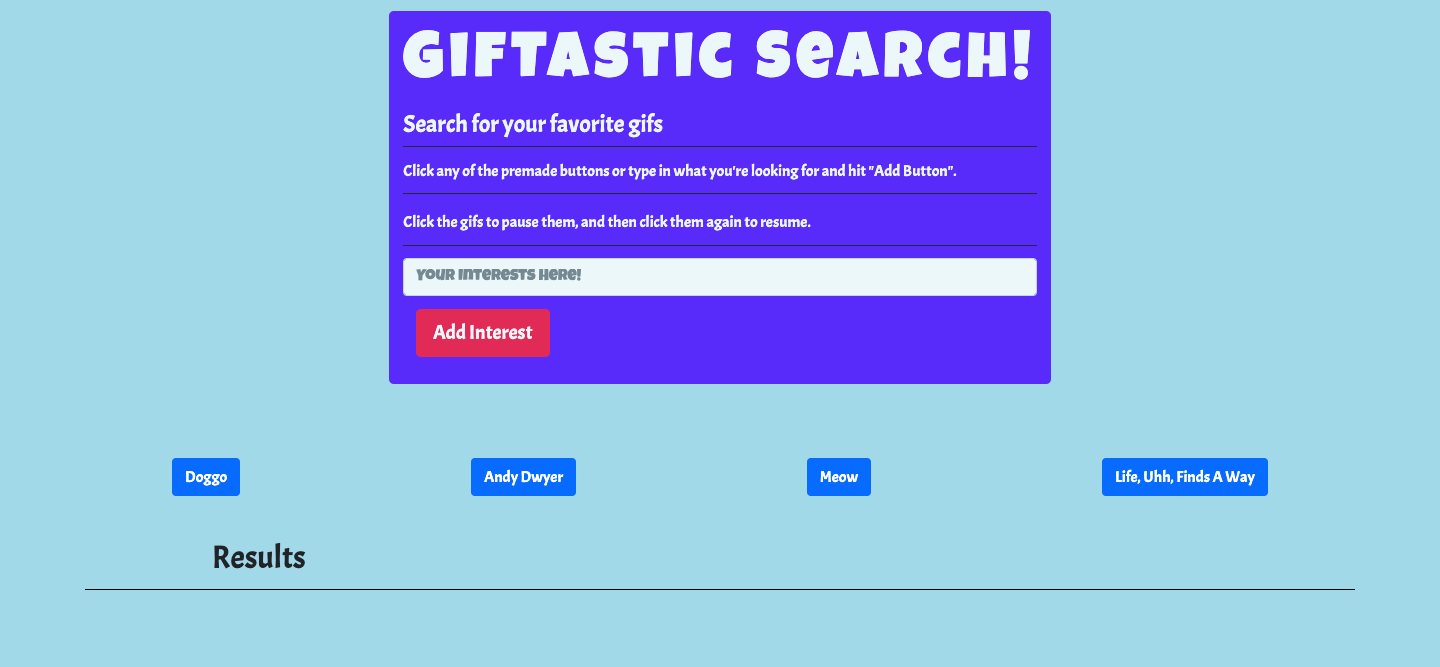 GIFTASTIC SEARCH!
Search for your favorite gifs
Click any of the premade buttons or type in what you're looking for and hit "Add Button".
Click the gifs to pause them, and then click them again to resume.
Your Interests Here!
Add Interest
Doggo
Andy Dwyer
Meow
Life, Uhh, Finds A Way
Results